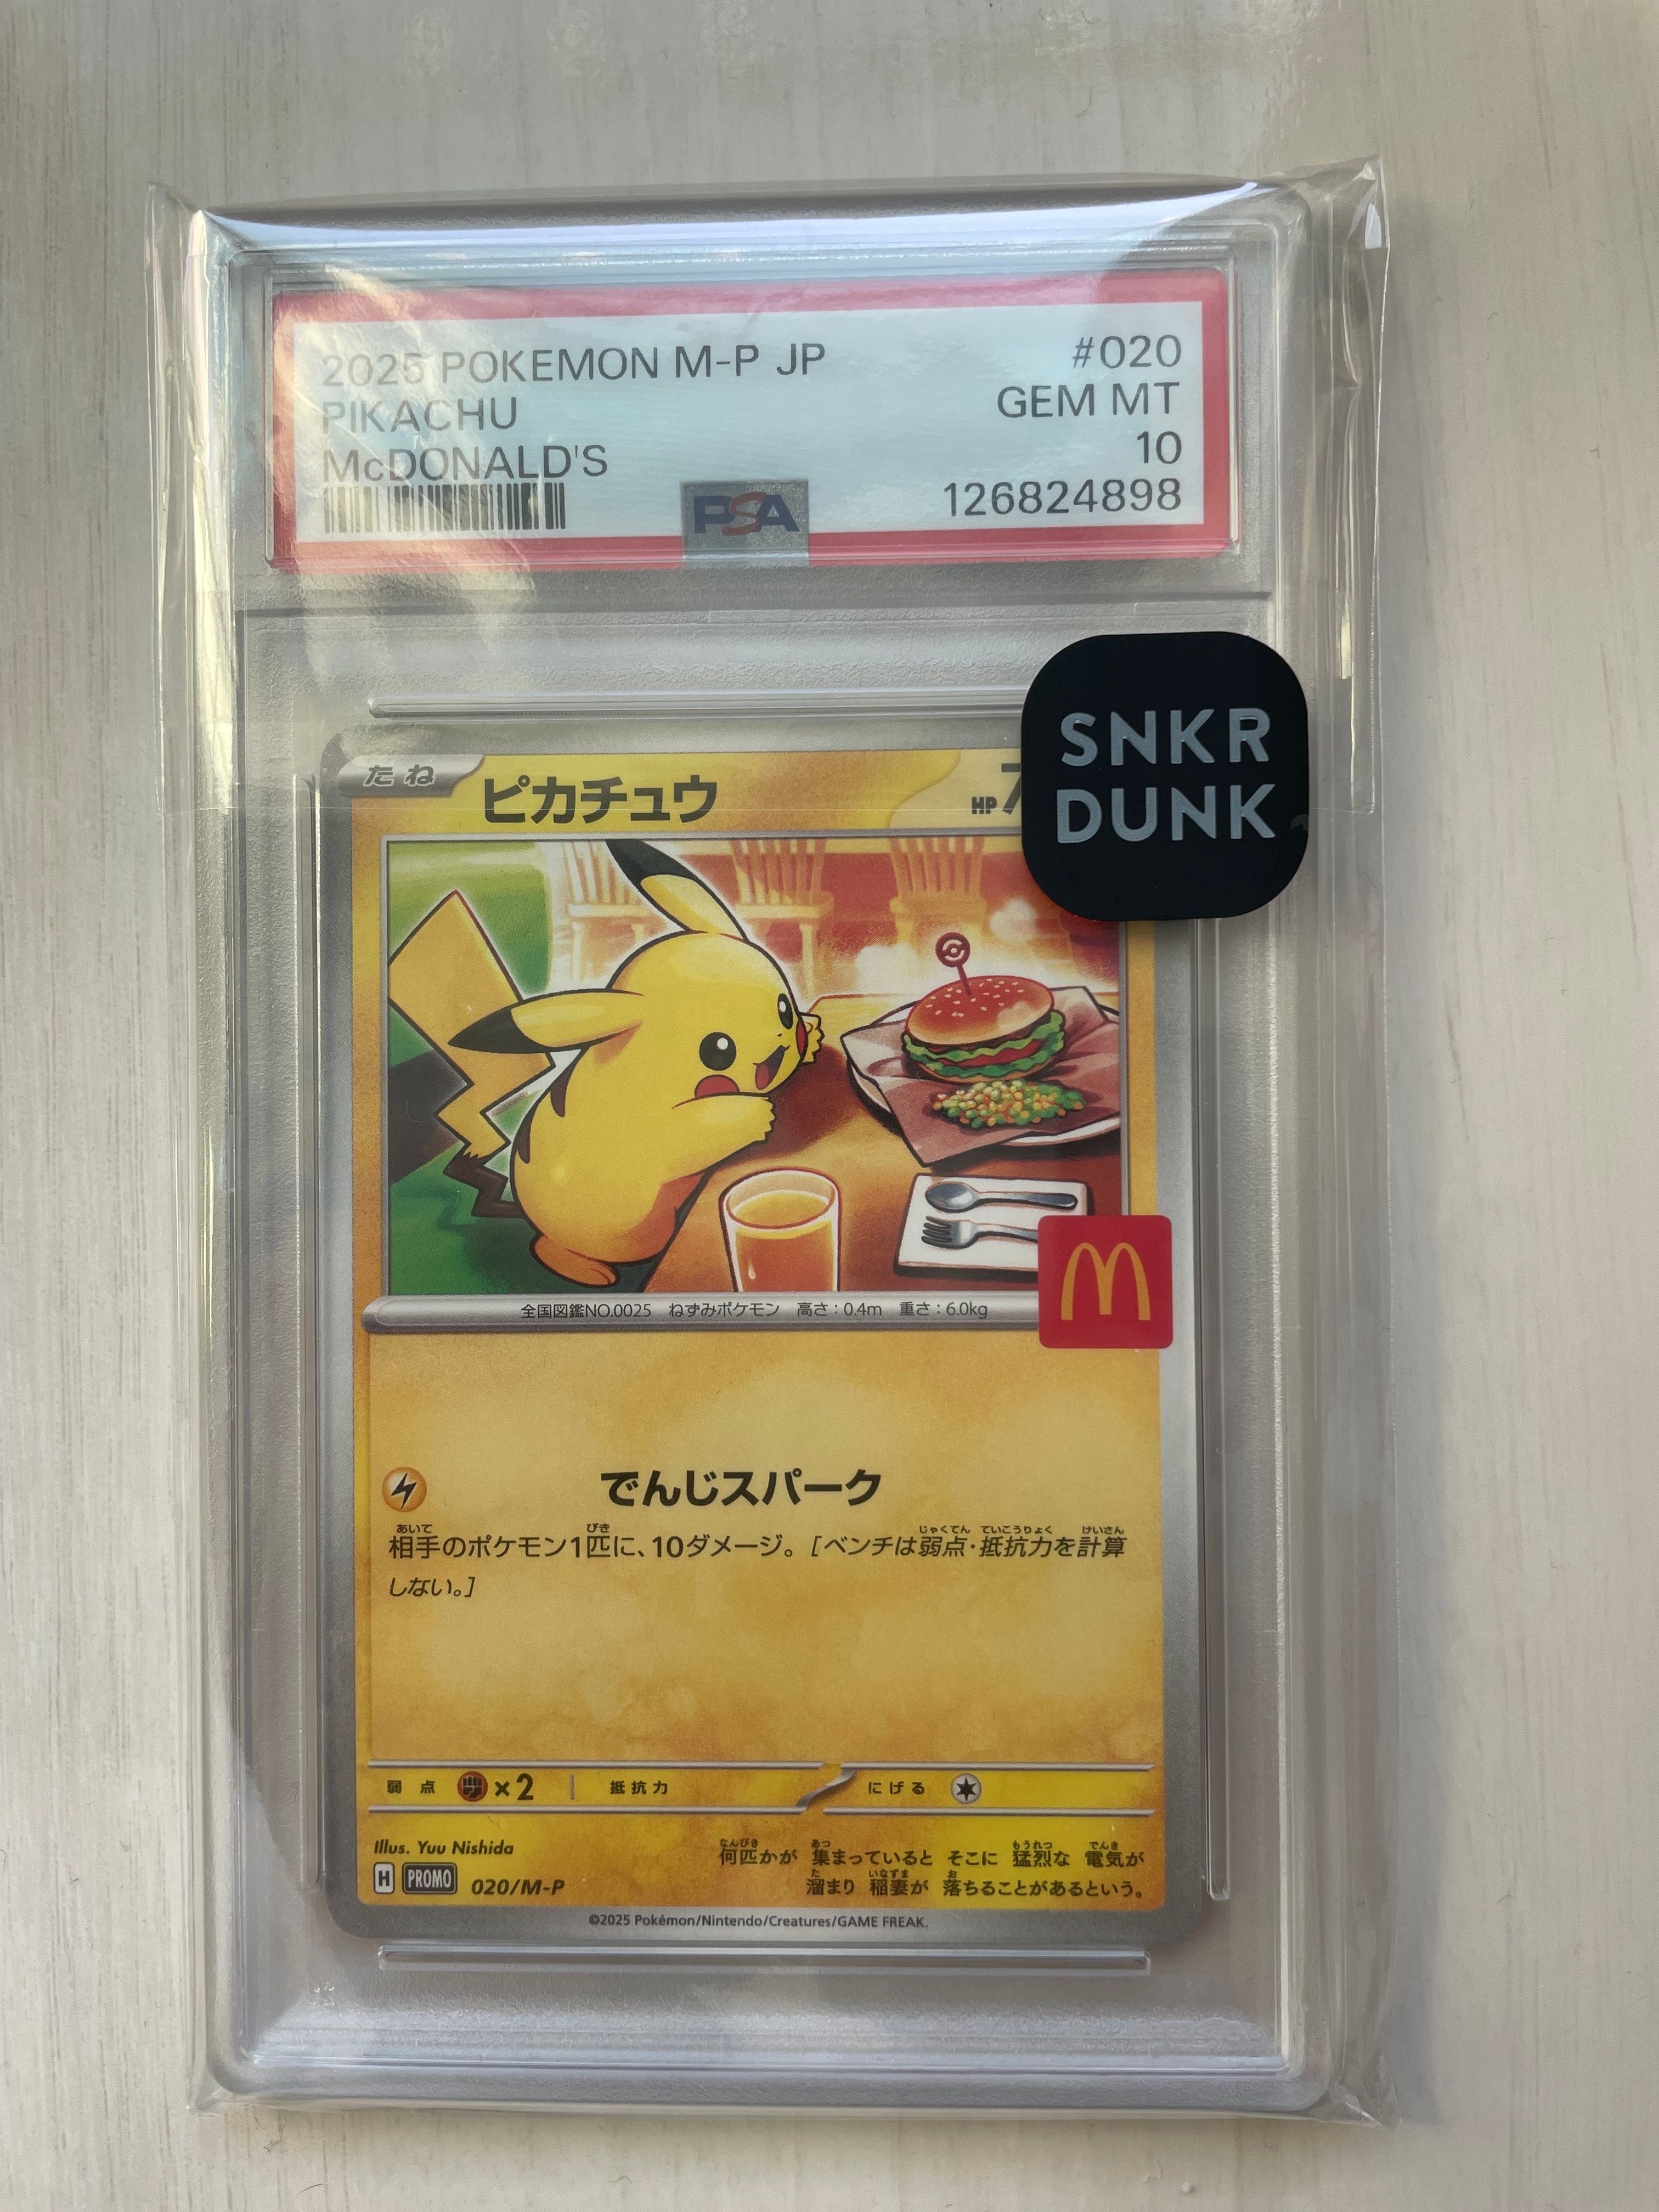 2025 POKEMON M-P JP #020
PIKACHU GEM MT
McDONALD'S 10
PSA 126824898
SNKR
DUNK
たね ピカチュウ HP7
全国図鑑NO.0025 ねずみポケモン 高さ:0.4m 重さ:6.0kg
M
でんじスパーク
相手のポケモン1匹に、10ダメージ。[ベンチは弱点・抵抗力を計算
しない。]
弱点 ×2 抵抗力 にげる
Illus. Yuu Nishida
H PROMO 020/M-P
何匹かが 集まっていると そこに 猛烈な 電気が
溜まり 稲妻が 落ちることがあるという。
©2025 Pokémon/Nintendo/Creatures/GAME FREAK.